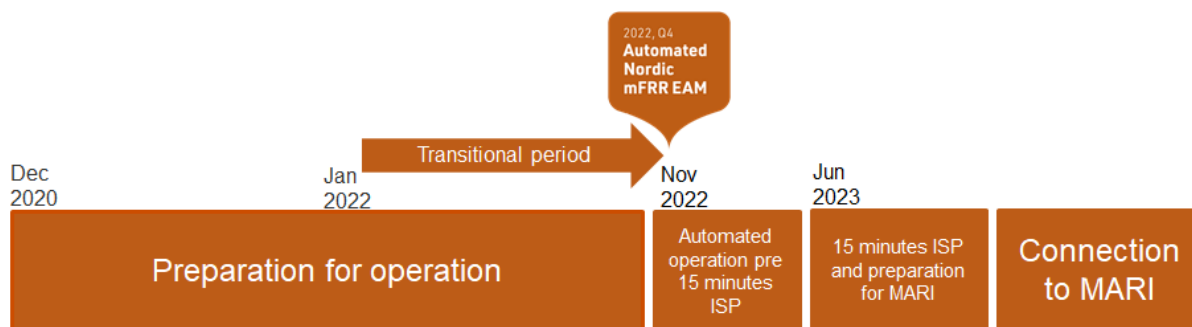 2022, Q4
Automated
Nordic
mFRR EAM
Transitional period
Dec
2020
Jan
2022
Nov
2022
Jun
2023
Preparation for operation
Automated
operation pre
15 minutes
ISP
15 minutes ISP
and preparation
for MARI
Connection
to MARI